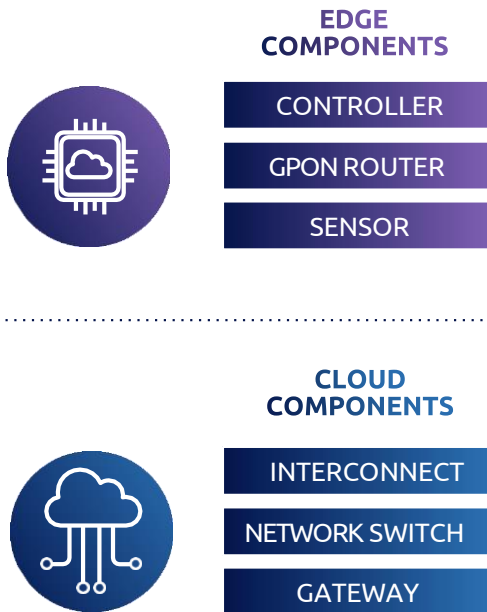 EDGE
COMPONENTS
CONTROLLER
GPON ROUTER
SENSOR
CLOUD
COMPONENTS
INTERCONNECT
NETWORK SWITCH
GATEWAY